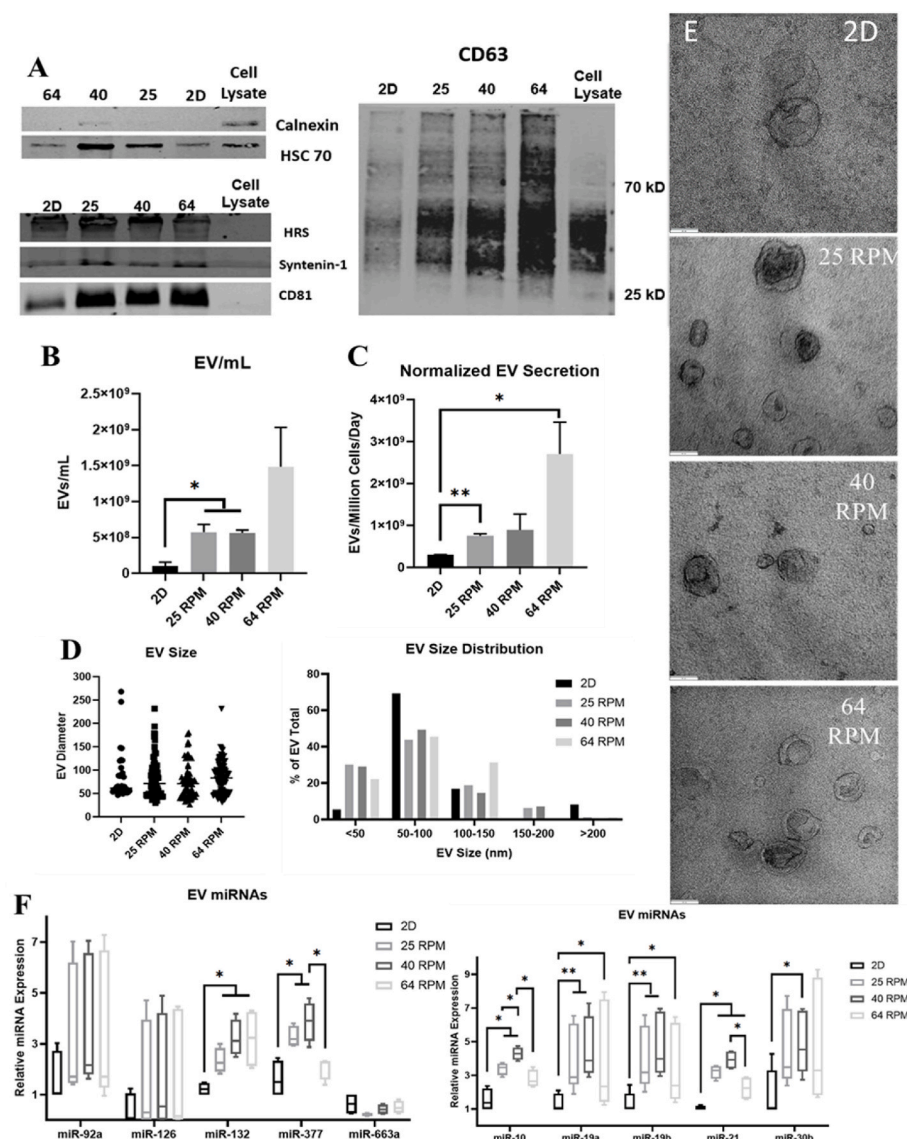 A
64 40 25 2D Cell Lysate
Calnexin
HSC 70
2D 25 40 64 Cell Lysate
HRS
Syntenin-1
CD81
CD63
2D 25 40 64 Cell Lysate
70 kD
25 kD
E 2D
25 RPM
40 RPM
64 RPM
B
EV/mL
EVs/mL
2.5×10⁹
2×10⁹
1.5×10⁹
1×10⁹
5×10⁸
0
*
2D 25 RPM 40 RPM 64 RPM
C
Normalized EV Secretion
EVs/Million Cells/Day
4×10⁹
3×10⁹
2×10⁹
1×10⁹
0
*
**
2D 25 RPM 40 RPM 64 RPM
D
EV Size
EV Diameter
300
250
200
150
100
50
0
2D 25 RPM 40 RPM 64 RPM
EV Size Distribution
% of EV Total
80
60
40
20
0
2D
25 RPM
40 RPM
64 RPM
<50 50-100 100-150 150-200 >200
EV Size (nm)
F
EV miRNAs
Relative miRNA Expression
7
5
3
1
2D
25 RPM
40 RPM
64 RPM
*
* *
miR-92a miR-126 miR-132 miR-377 miR-663a
EV miRNAs
Relative miRNA Expression
9
7
5
3
1
2D
25 RPM
40 RPM
64 RPM
* * * *
* **
* **
* *
*
miR-10 miR-19a miR-19b miR-21 miR-30b